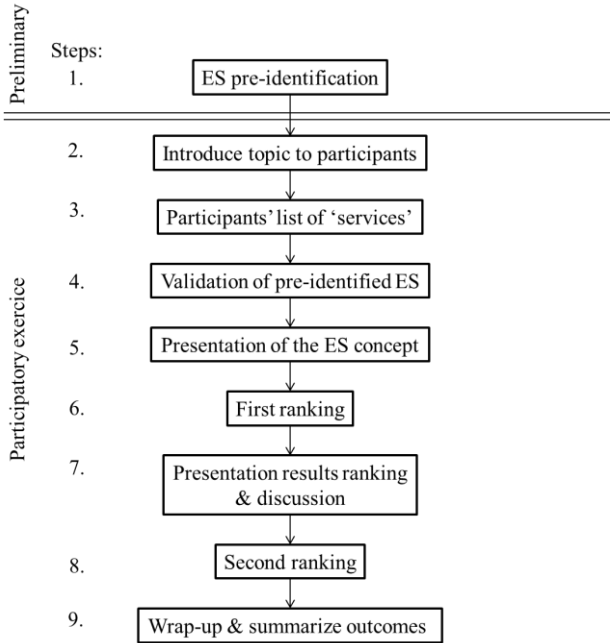 Preliminary
Steps:
1.
ES pre-identification
Participatory exercice
2.
Introduce topic to participants
3.
Participants' list of ‘services’
4.
Validation of pre-identified ES
5.
Presentation of the ES concept
6.
First ranking
7.
Presentation results ranking
& discussion
8.
Second ranking
9.
Wrap-up & summarize outcomes